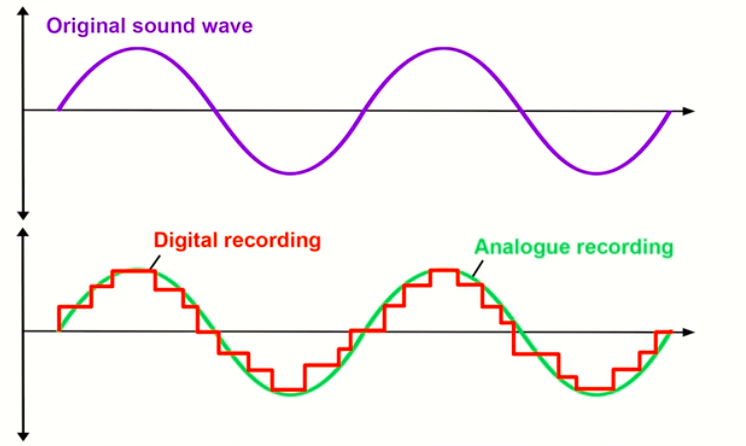 Original sound wave
Digital recording
Analogue recording